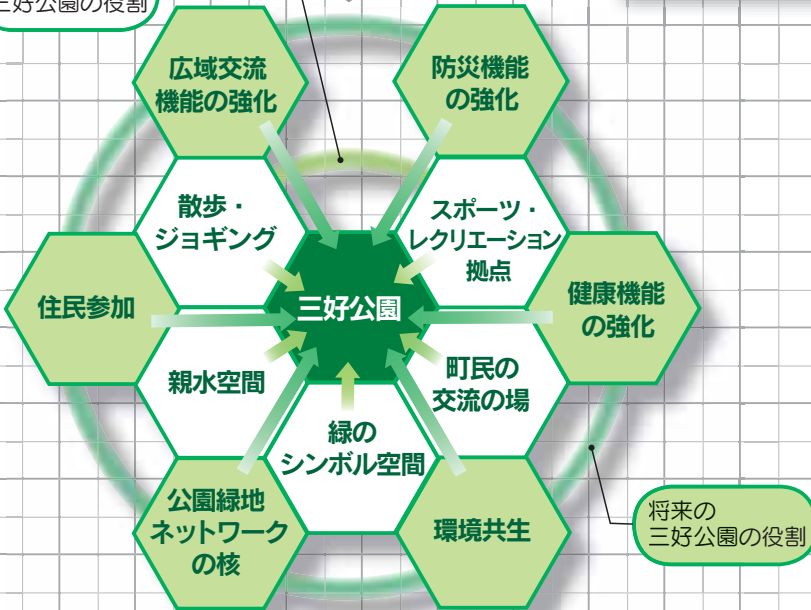 三好公園の役割
広域交流
機能の強化
防災機能
の強化
散歩・
ジョギング
スポーツ・
レクリエーション
拠点
住民参加
三好公園
健康機能
の強化
親水空間
町民の
交流の場
緑の
シンボル空間
公園緑地
ネットワーク
の核
環境共生
将来の
三好公園の役割